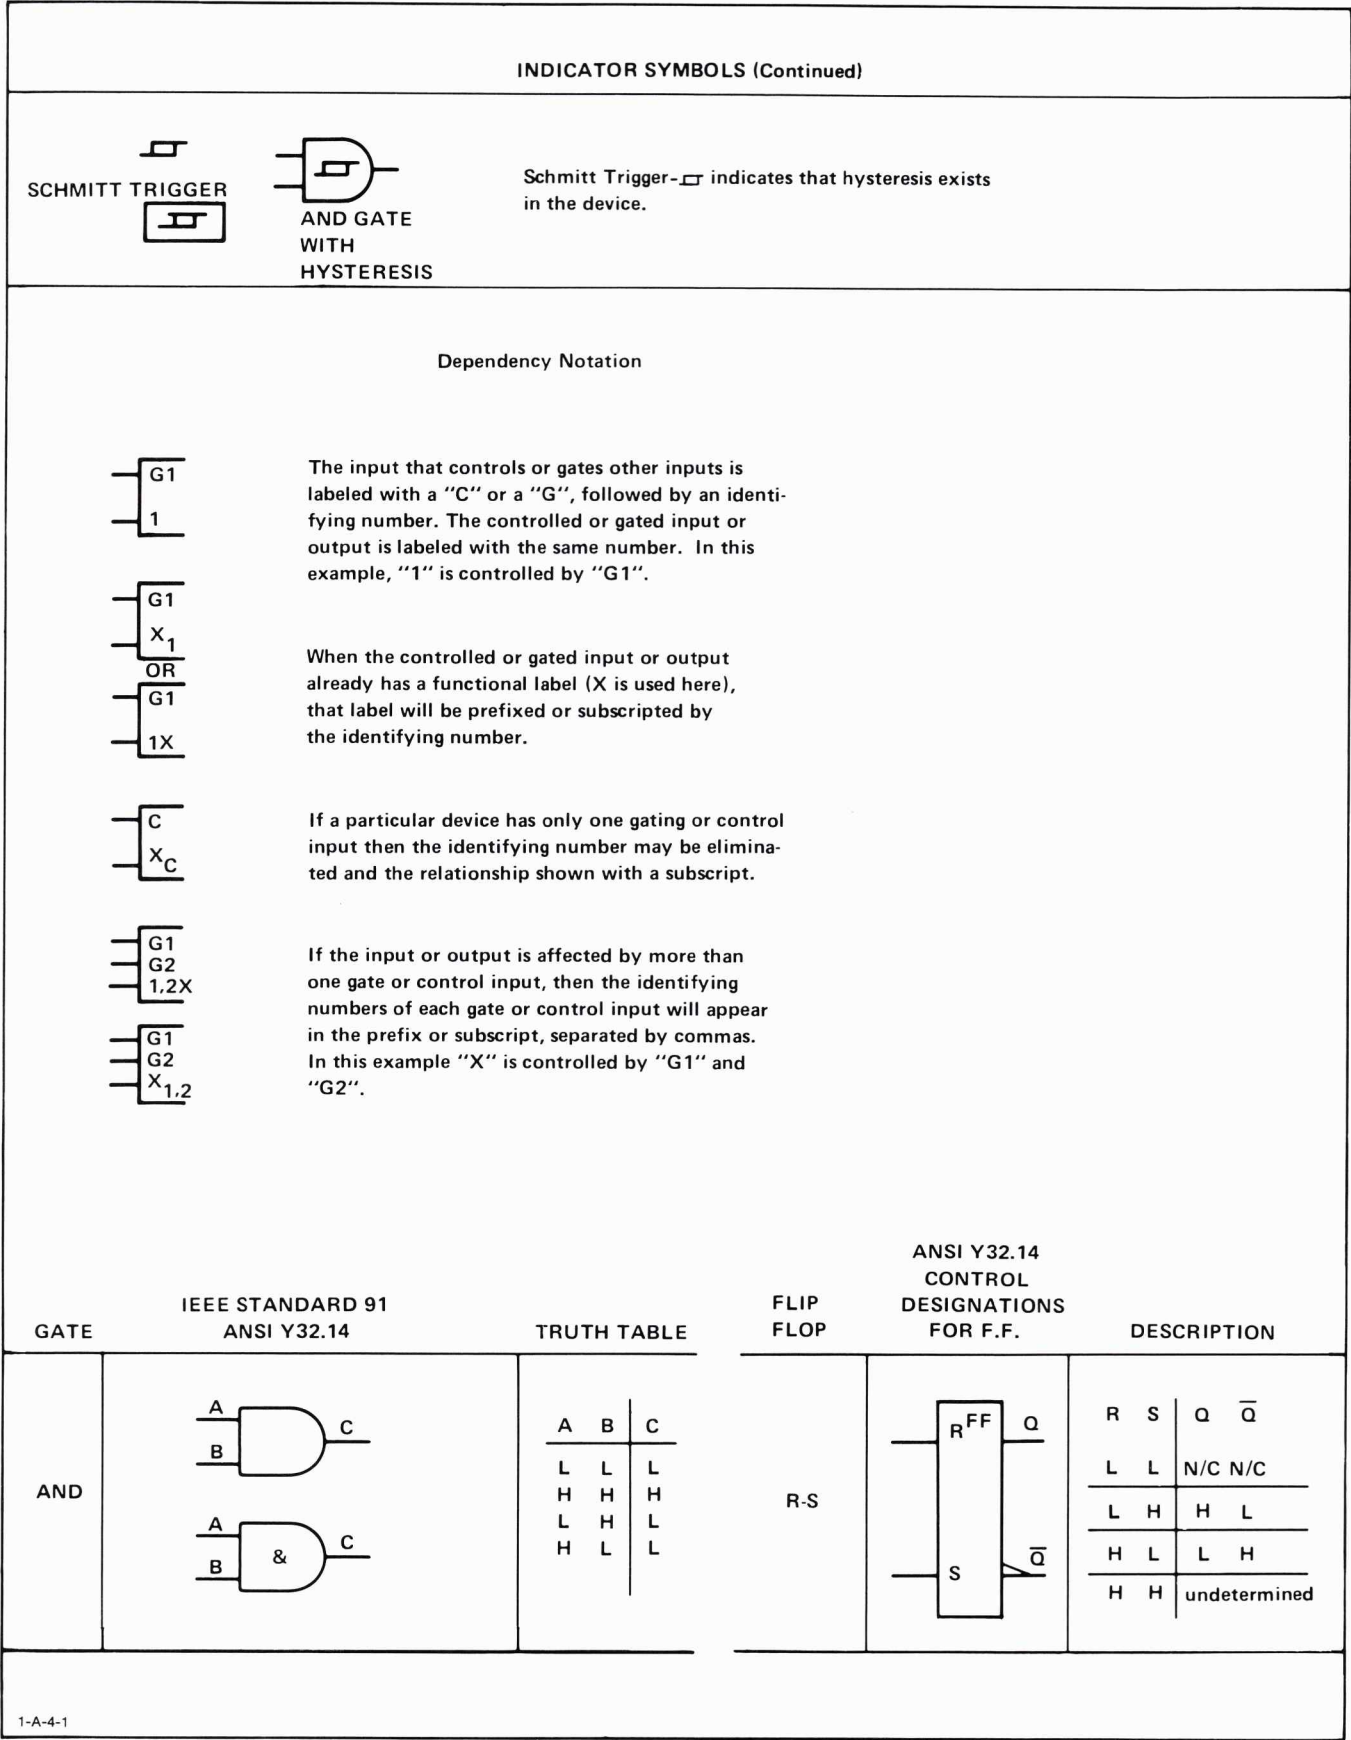 INDICATOR SYMBOLS (Continued)
SCHMITT TRIGGER
AND GATE
WITH
HYSTERESIS
Schmitt Trigger- indicates that hysteresis exists
in the device.
Dependency Notation
G1
1
The input that controls or gates other inputs is
labeled with a "C" or a "G", followed by an identi-
fying number. The controlled or gated input or
output is labeled with the same number. In this
example, "1" is controlled by "G1".
G1
X1
OR
G1
1X
When the controlled or gated input or output
already has a functional label (X is used here),
that label will be prefixed or subscripted by
the identifying number.
C
XC
If a particular device has only one gating or control
input then the identifying number may be elimina-
ted and the relationship shown with a subscript.
G1
G2
1,2X
G1
G2
X1,2
If the input or output is affected by more than
one gate or control input, then the identifying
numbers of each gate or control input will appear
in the prefix or subscript, separated by commas.
In this example "X" is controlled by "G1" and
"G2".
GATE
IEEE STANDARD 91
ANSI Y32.14
TRUTH TABLE
FLIP
FLOP
ANSI Y32.14
CONTROL
DESIGNATIONS
FOR F.F.
DESCRIPTION
AND
A
B
C
A
B
&
C
A B C
L L L
H H H
L H L
H L L
R-S
R FF Q
S Q̅
R S Q Q̅
L L N/C N/C
L H H L
H L L H
H H undetermined
1-A-4-1